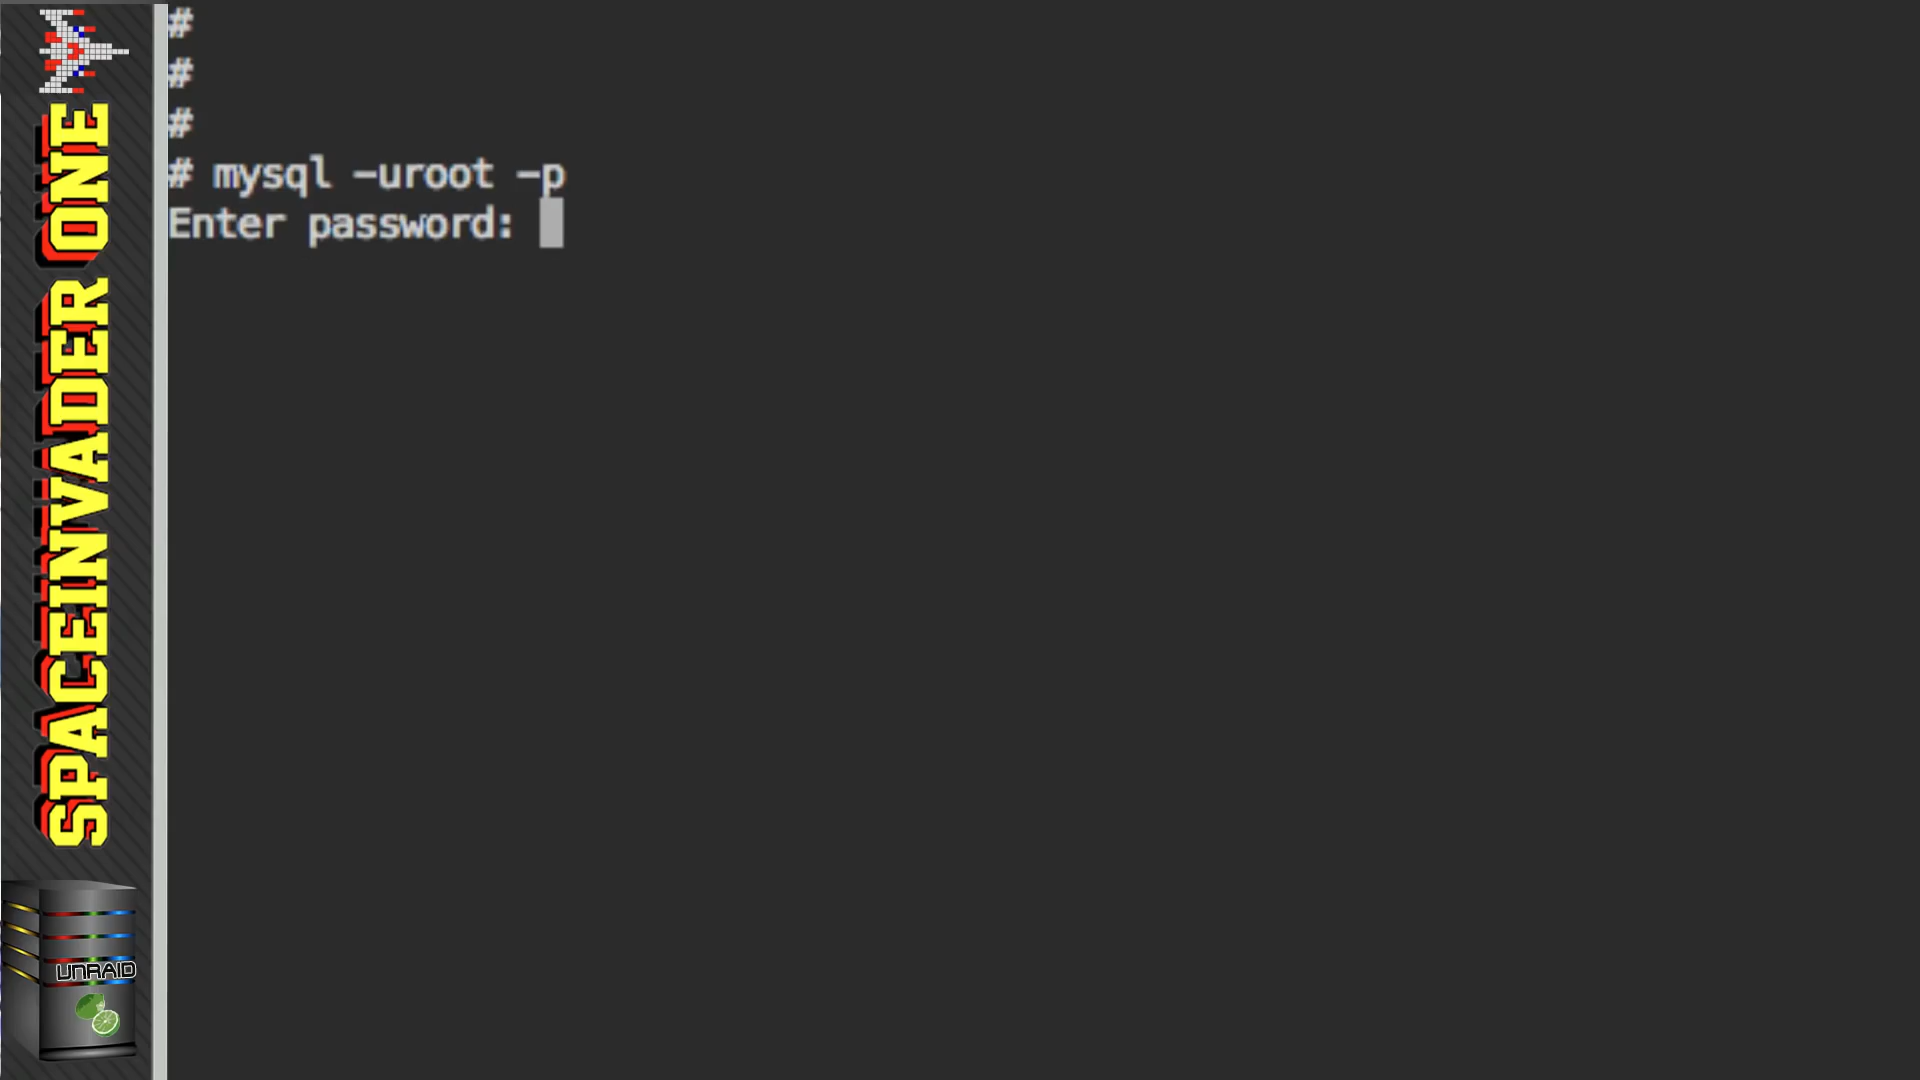 #
#
#
# mysql -uroot -p
Enter password:
SPACEINVADER ONE
UNRAID